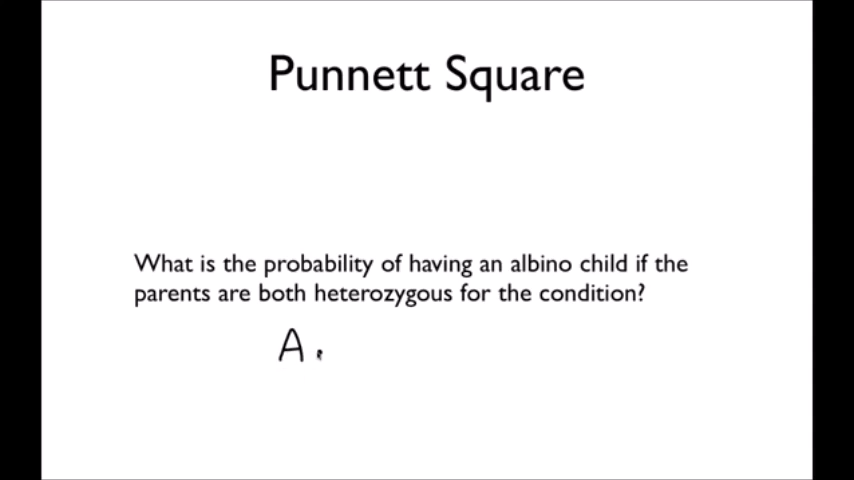 Punnett Square
What is the probability of having an albino child if the
parents are both heterozygous for the condition?
A